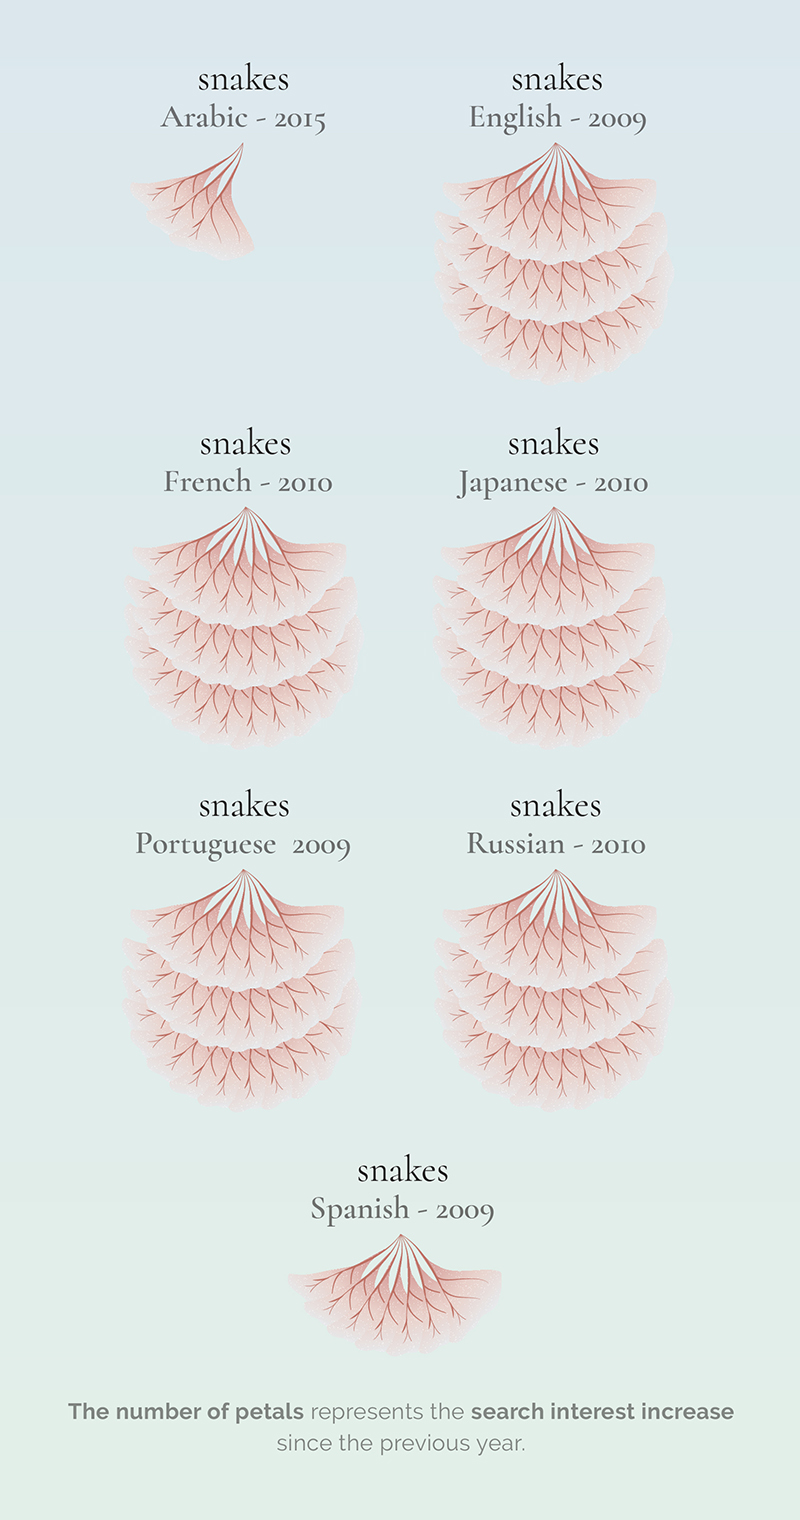 snakes
Arabic - 2015
snakes
English - 2009
snakes
French - 2010
snakes
Japanese - 2010
snakes
Portuguese 2009
snakes
Russian - 2010
snakes
Spanish - 2009
The number of petals represents the search interest increase
since the previous year.